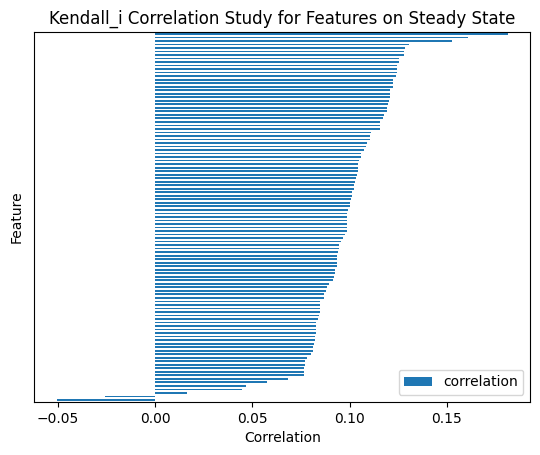 Kendall_i Correlation Study for Features on Steady State
Feature
correlation
−0.05 0.00 0.05 0.10 0.15
Correlation